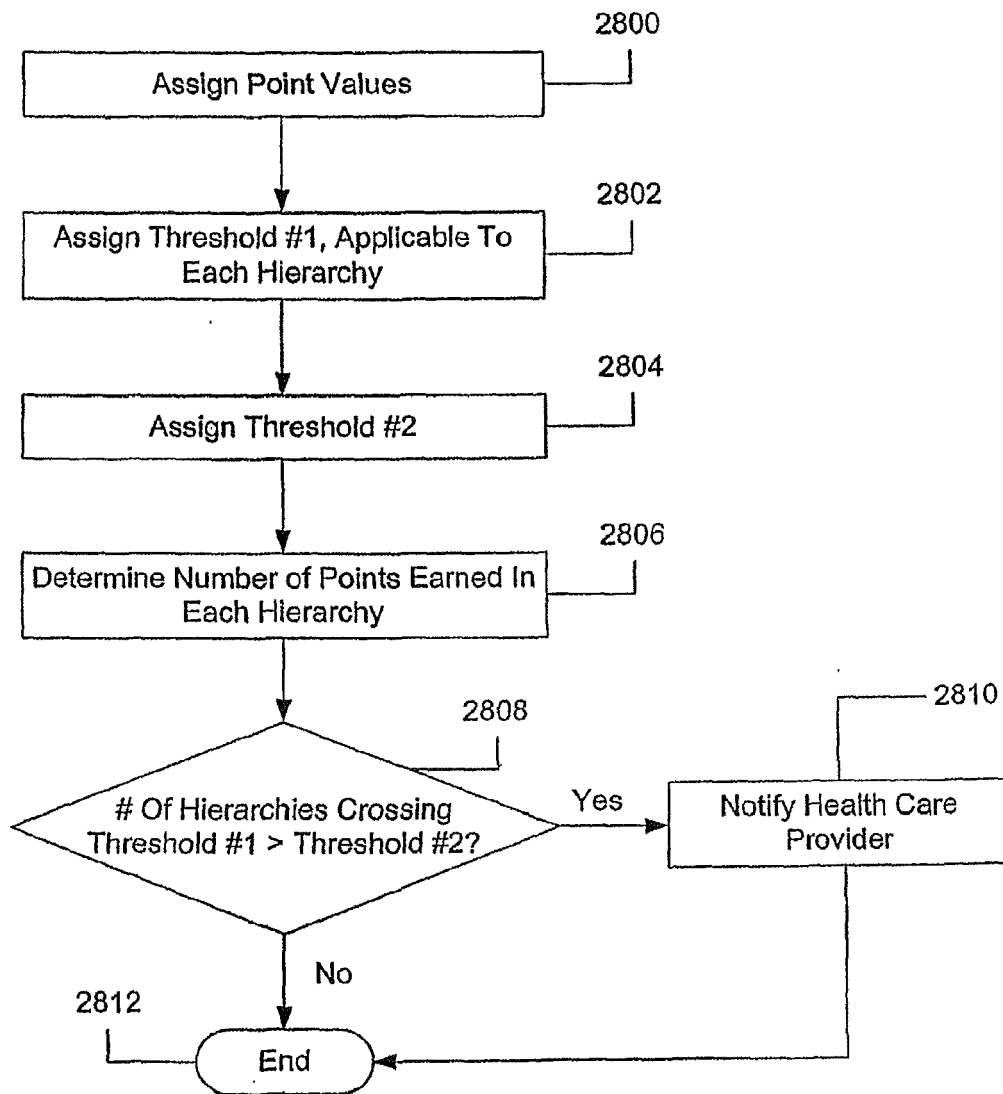 2800
Assign Point Values
2802
Assign Threshold #1, Applicable To
Each Hierarchy
2804
Assign Threshold #2
2806
Determine Number of Points Earned In
Each Hierarchy
2808
# Of Hierarchies Crossing
Threshold #1 > Threshold #2?
Yes
2810
Notify Health Care
Provider
No
2812
End